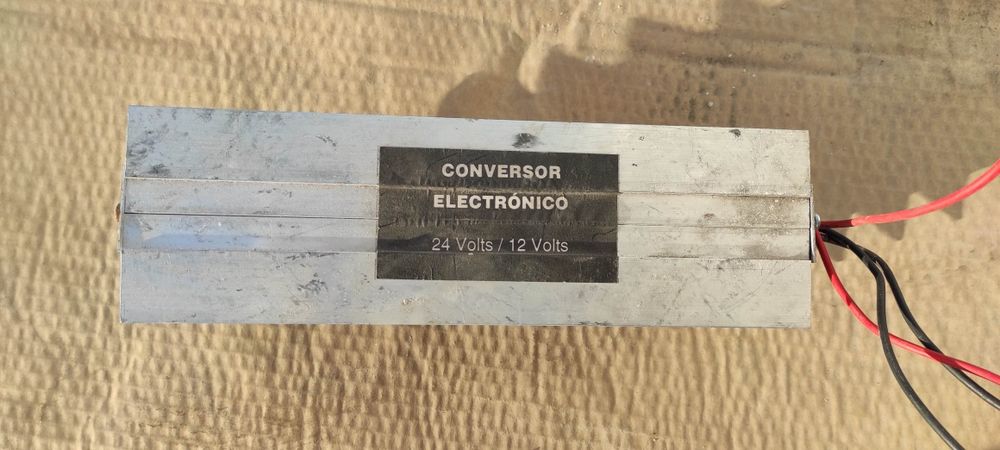 CONVERSOR
ELECTRÓNICO
24 Volts / 12 Volts